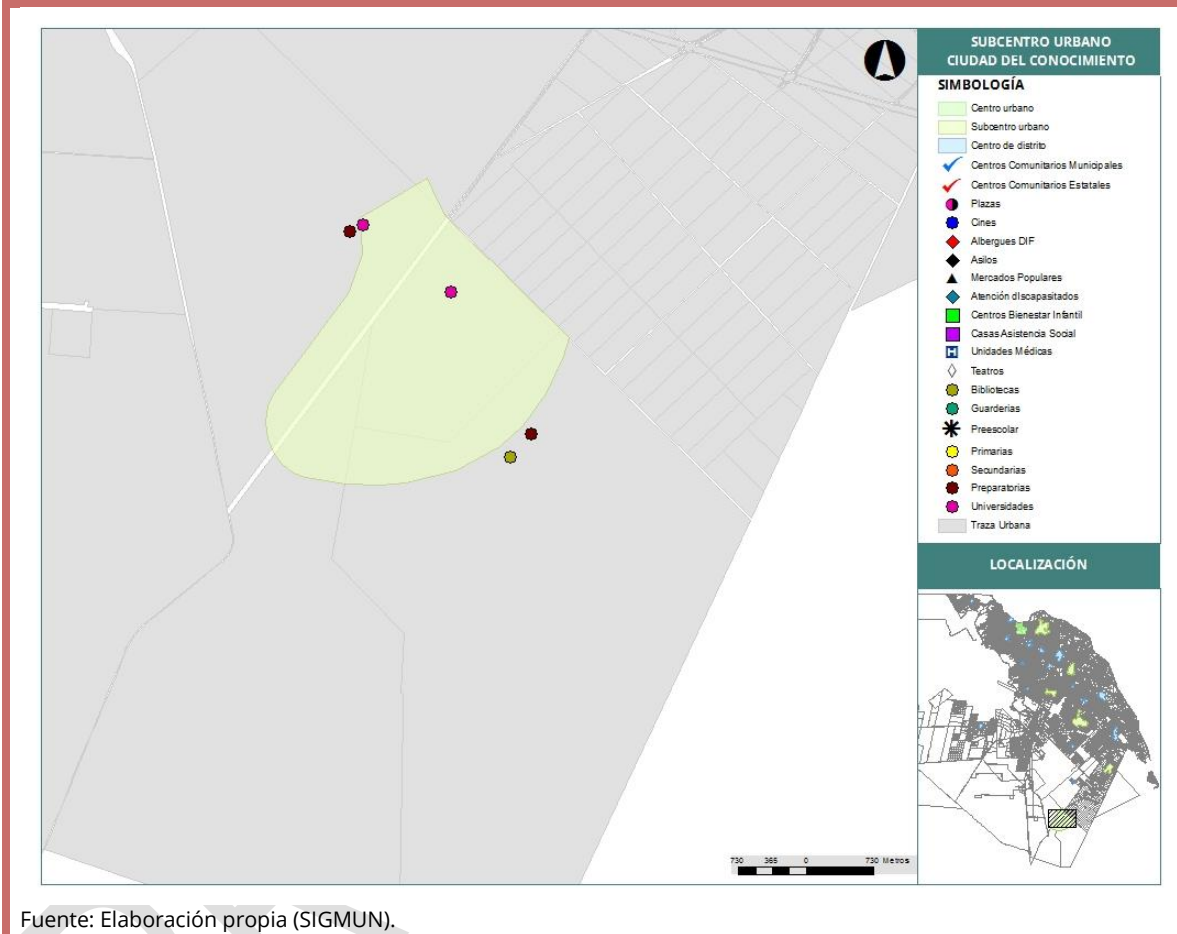 SUBCENTRO URBANO
CIUDAD DEL CONOCIMIENTO
SIMBOLOGÍA
Centro urbano
Subcentro urbano
Centro de distrito
Centros Comunitarios Municipales
Centros Comunitarios Estatales
Plazas
Cines
Albergues DIF
Asilos
Mercados Populares
Atención dIscapasitados
Centros Bienestar Infantil
Casas Asistencia Social
H Unidades Médicas
Teatros
Bibliotecas
Guarderias
Preescolar
Primarias
Secundarias
Preparatorias
Universidades
Traza Urbana
LOCALIZACIÓN
730 365 0 730 Metros
Fuente: Elaboración propia (SIGMUN).